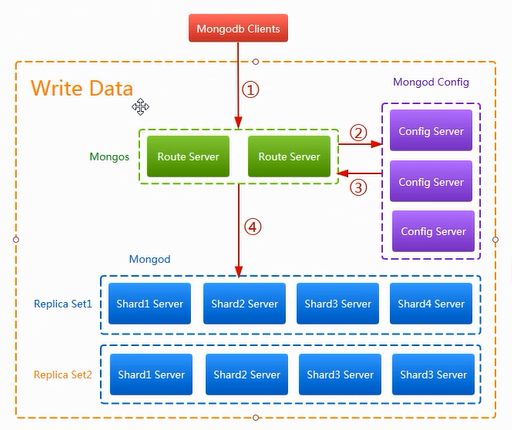 Mongodb Clients
Write Data
①
Mongod Config
Mongos
Route Server
Route Server
②
③
Config Server
Config Server
Config Server
④
Mongod
Replica Set1
Shard1 Server
Shard2 Server
Shard3 Server
Shard4 Server
Replica Set2
Shard1 Server
Shard2 Server
Shard3 Server
Shard3 Server